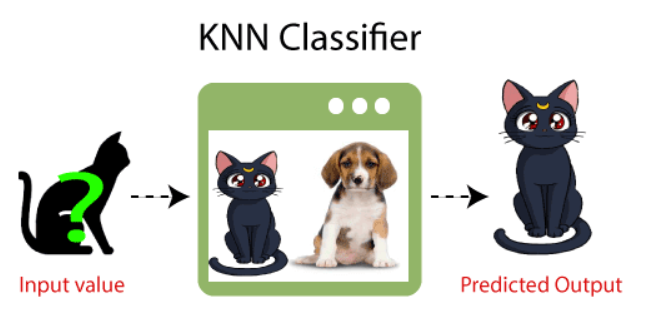 KNN Classifier
?
Input value
Predicted Output